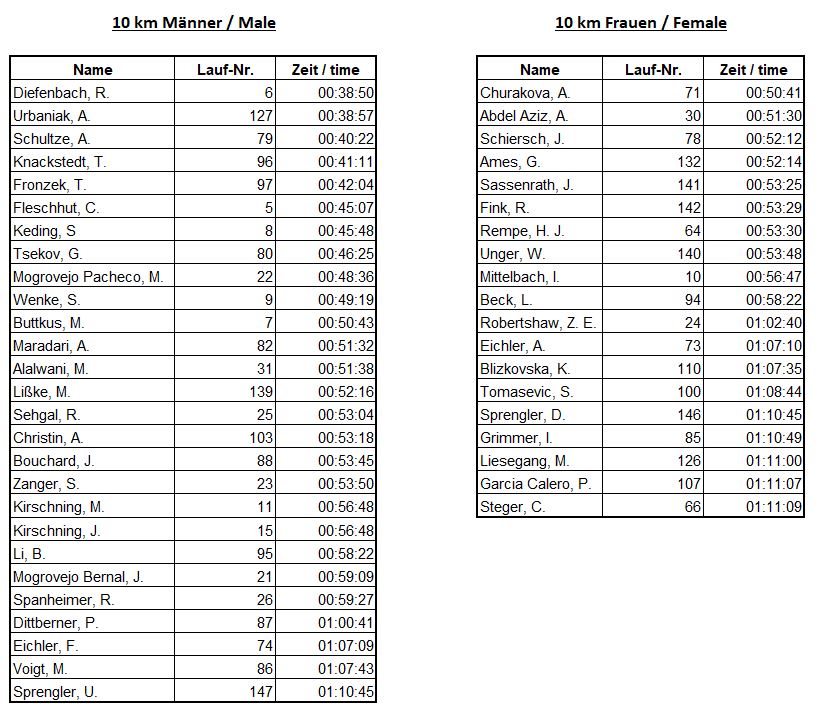 10 km Männer / Male
Name Lauf-Nr. Zeit / time
Diefenbach, R. 6 00:38:50
Urbaniak, A. 127 00:38:57
Schultze, A. 79 00:40:22
Knackstedt, T. 96 00:41:11
Fronzek, T. 97 00:42:04
Fleschhut, C. 5 00:45:07
Keding, S 8 00:45:48
Tsekov, G. 80 00:46:25
Mogrovejo Pacheco, M. 22 00:48:36
Wenke, S. 9 00:49:19
Buttkus, M. 7 00:50:43
Maradari, A. 82 00:51:32
Alalwani, M. 31 00:51:38
Lißke, M. 139 00:52:16
Sehgal, R. 25 00:53:04
Christin, A. 103 00:53:18
Bouchard, J. 88 00:53:45
Zanger, S. 23 00:53:50
Kirschning, M. 11 00:56:48
Kirschning, J. 15 00:56:48
Li, B. 95 00:58:22
Mogrovejo Bernal, J. 21 00:59:09
Spanheimer, R. 26 00:59:27
Dittberner, P. 87 01:00:41
Eichler, F. 74 01:07:09
Voigt, M. 86 01:07:43
Sprengler, U. 147 01:10:45
10 km Frauen / Female
Name Lauf-Nr. Zeit / time
Churakova, A. 71 00:50:41
Abdel Aziz, A. 30 00:51:30
Schiersch, J. 78 00:52:12
Ames, G. 132 00:52:14
Sassenrath, J. 141 00:53:25
Fink, R. 142 00:53:29
Rempe, H. J. 64 00:53:30
Unger, W. 140 00:53:48
Mittelbach, I. 10 00:56:47
Beck, L. 94 00:58:22
Robertshaw, Z. E. 24 01:02:40
Eichler, A. 73 01:07:10
Blizkovska, K. 110 01:07:35
Tomasevic, S. 100 01:08:44
Sprengler, D. 146 01:10:45
Grimmer, I. 85 01:10:49
Liesegang, M. 126 01:11:00
Garcia Calero, P. 107 01:11:07
Steger, C. 66 01:11:09